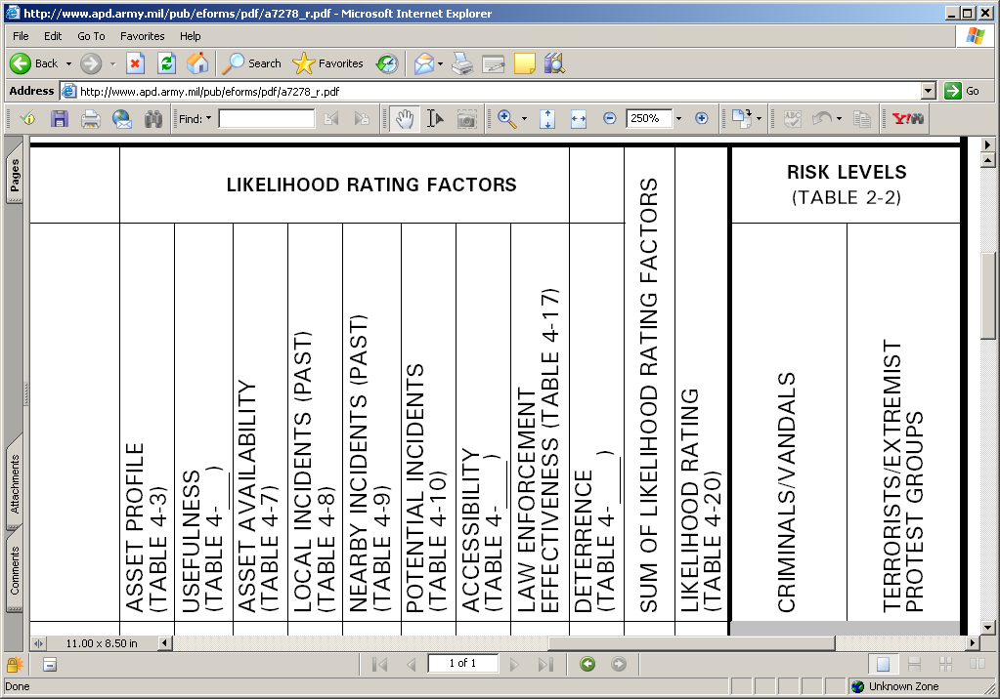 http://www.apd.army.mil/pub/eforms/pdf/a7278_r.pdf - Microsoft Internet Explorer
File Edit Go To Favorites Help
Back Search Favorites
Address http://www.apd.army.mil/pub/eforms/pdf/a7278_r.pdf Go
Find: 250% Y!
Pages
Attachments
Comments
LIKELIHOOD RATING FACTORS
RISK LEVELS
(TABLE 2-2)
ASSET PROFILE
(TABLE 4-3)
USEFULNESS
(TABLE 4-___)
ASSET AVAILABILITY
(TABLE 4-7)
LOCAL INCIDENTS (PAST)
(TABLE 4-8)
NEARBY INCIDENTS (PAST)
(TABLE 4-9)
POTENTIAL INCIDENTS
(TABLE 4-10)
ACCESSIBILITY
(TABLE 4-___)
LAW ENFORCEMENT
EFFECTIVENESS (TABLE 4-17)
DETERRENCE
(TABLE 4-___)
SUM OF LIKELIHOOD RATING FACTORS
LIKELIHOOD RATING
(TABLE 4-20)
CRIMINALS/VANDALS
TERRORISTS/EXTREMIST
PROTEST GROUPS
11.00 x 8.50 in
1 of 1
Done Unknown Zone